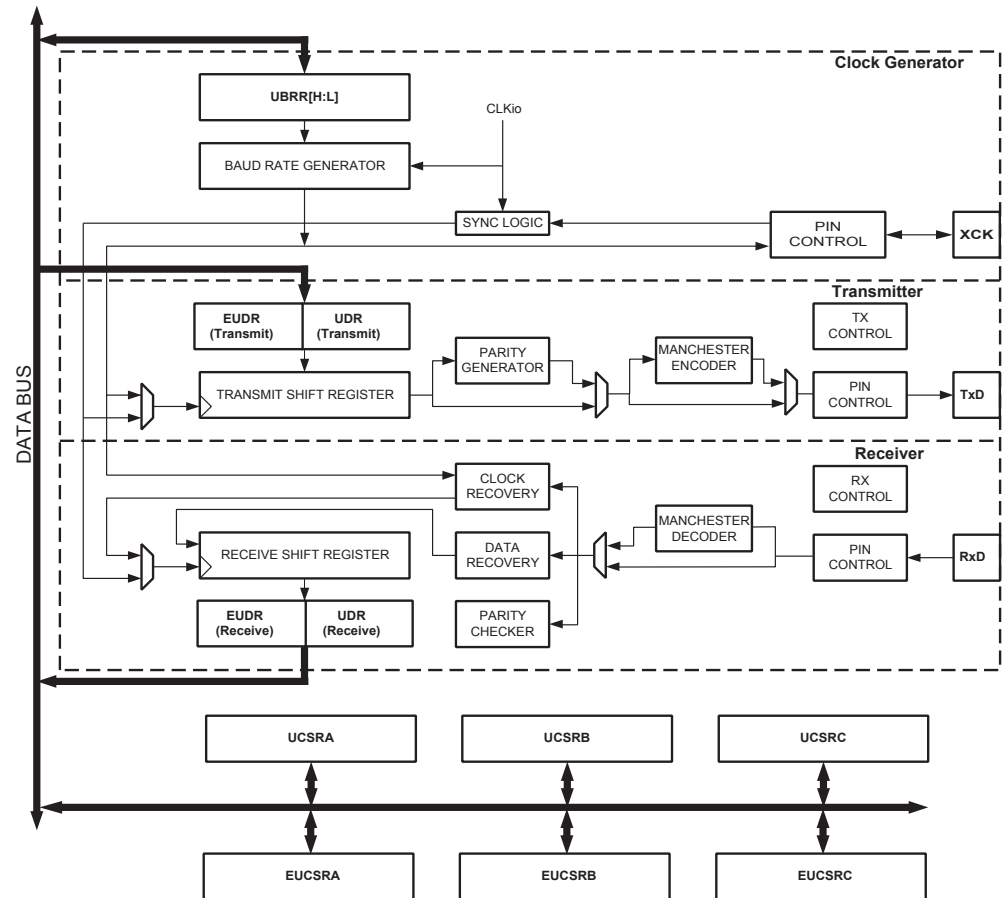 Clock Generator
UBRR[H:L]
CLKio
BAUD RATE GENERATOR
SYNC LOGIC
PIN
CONTROL
XCK
DATA BUS
Transmitter
EUDR
(Transmit)
UDR
(Transmit)
TX
CONTROL
PARITY
GENERATOR
MANCHESTER
ENCODER
TRANSMIT SHIFT REGISTER
PIN
CONTROL
TxD
Receiver
CLOCK
RECOVERY
RX
CONTROL
MANCHESTER
DECODER
RECEIVE SHIFT REGISTER
DATA
RECOVERY
PIN
CONTROL
RxD
EUDR
(Receive)
UDR
(Receive)
PARITY
CHECKER
UCSRA
UCSRB
UCSRC
EUCSRA
EUCSRB
EUCSRC